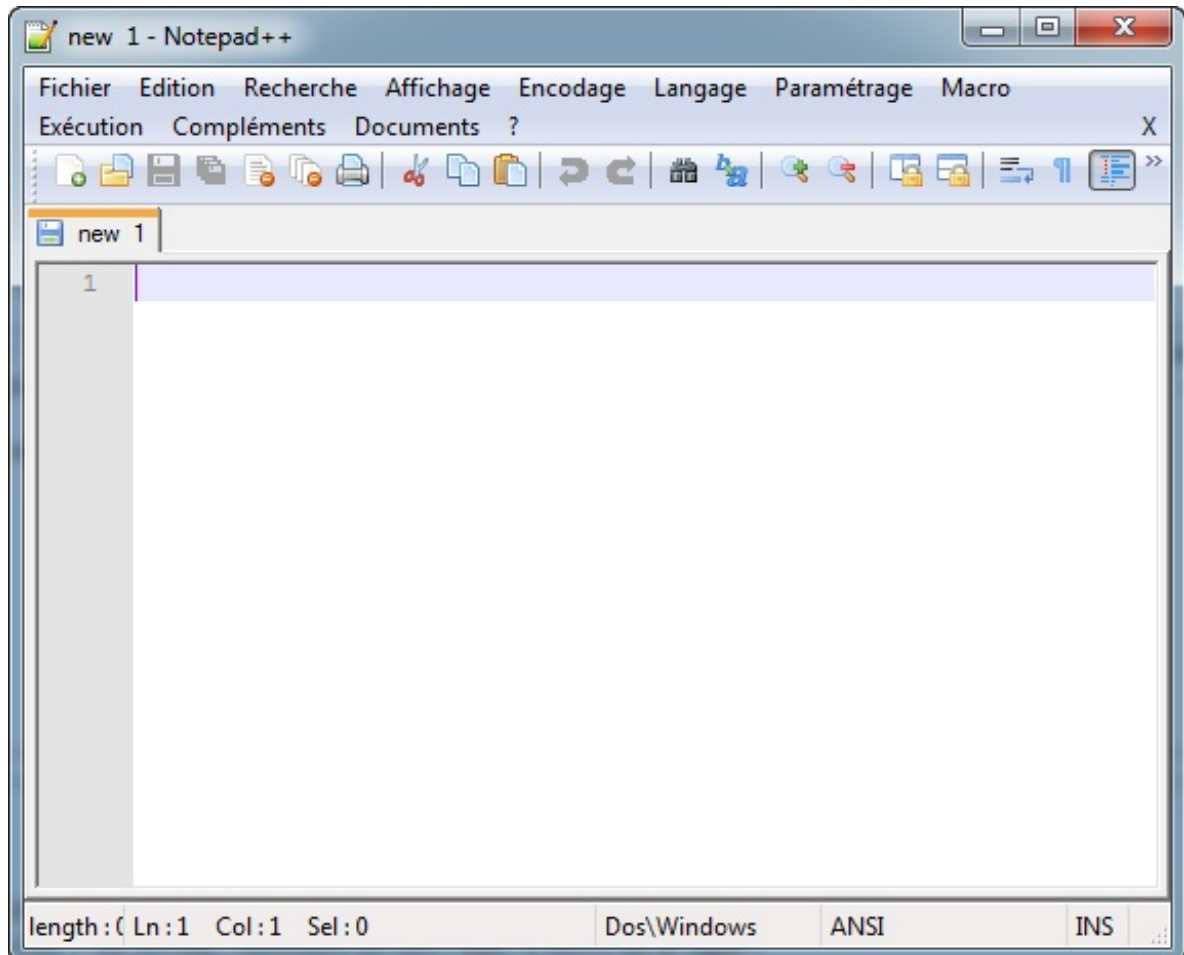 new 1 - Notepad++
Fichier Edition Recherche Affichage Encodage Langage Paramétrage Macro
Exécution Compléments Documents ? X
new 1
1
length : Ln : 1 Col : 1 Sel : 0 Dos\Windows ANSI INS